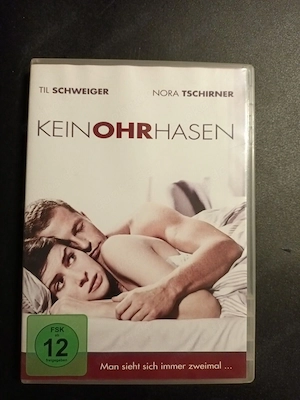 TIL SCHWEIGER NORA TSCHIRNER
KEINOHRHASEN
FSK
12
Man sieht sich immer zweimal ...